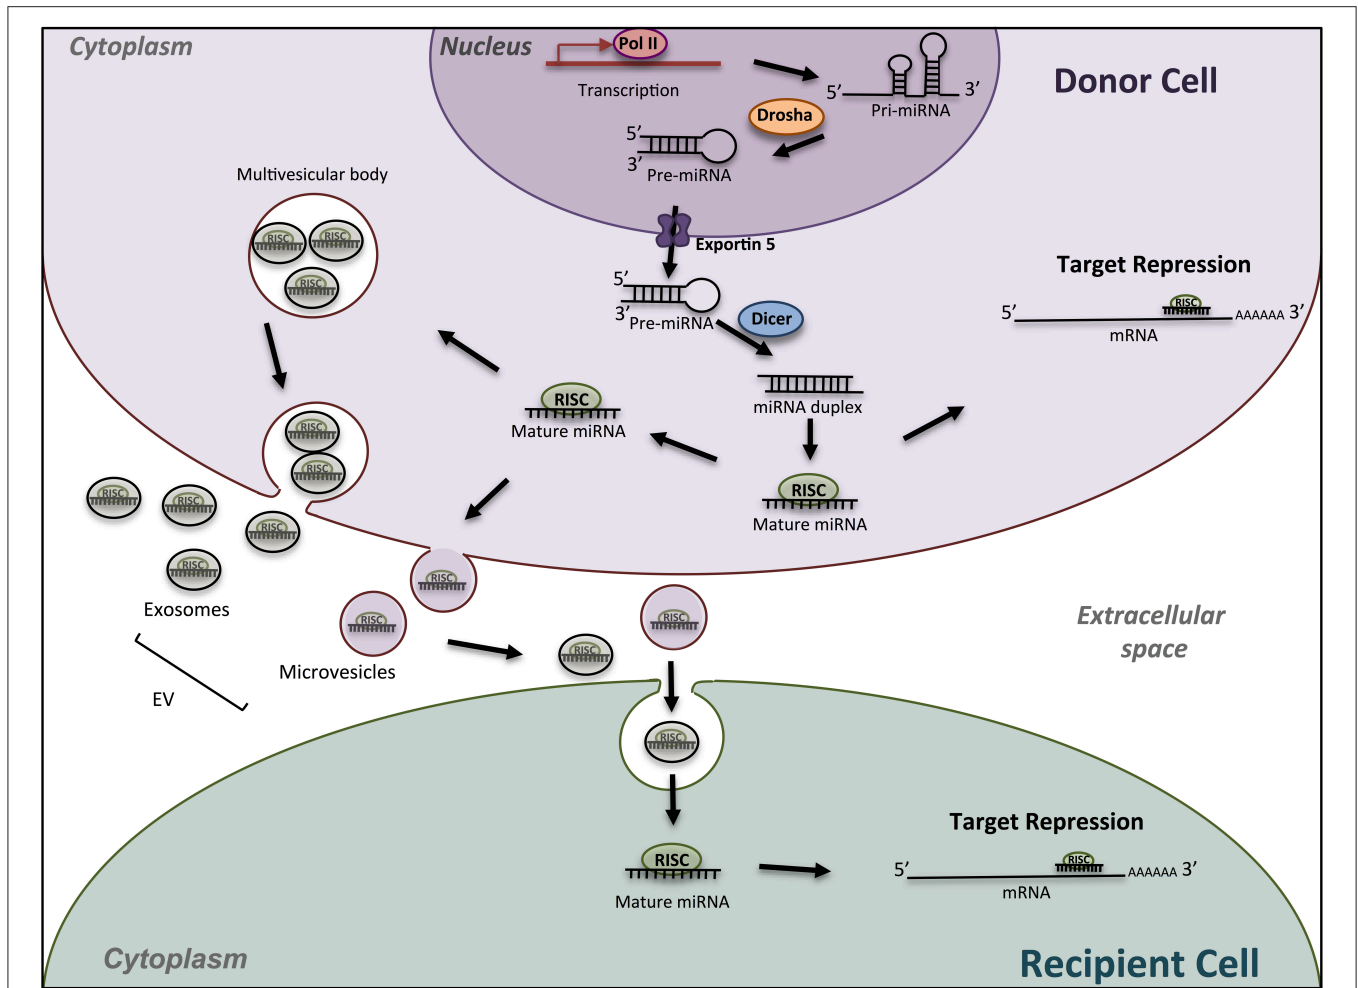 Cytoplasm
Nucleus
Pol II
Transcription
5’
3’
Pri-miRNA
Donor Cell
Drosha
5’
3’
Pre-miRNA
Exportin 5
Multivesicular body
RISC
RISC
RISC
5’
3’
Pre-miRNA
Dicer
Target Repression
5’
RISC
AAAAAA 3’
mRNA
miRNA duplex
RISC
Mature miRNA
RISC
Mature miRNA
RISC
RISC
RISC
RISC
RISC
RISC
Exosomes
EV
RISC
RISC
Microvesicles
RISC
RISC
Extracellular
space
RISC
RISC
Mature miRNA
Target Repression
5’
RISC
AAAAAA 3’
mRNA
Cytoplasm
Recipient Cell